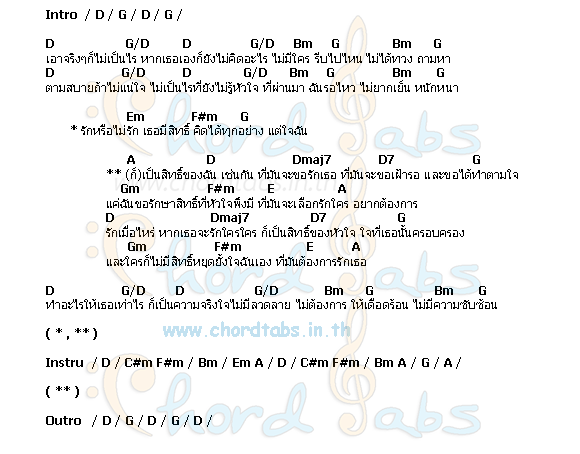 Intro / D / G / D / G /
D G/D D G/D Bm G Bm G
เอาจริงๆก็ไม่เป็นไร หากเธอเองก็ยังไม่คิดอะไร ไม่มีใคร รีบไปไหน ไม่ได้ทวง ถามหา
D G/D D G/D Bm G Bm G
ตามสบายถ้าไม่แน่ใจ ไม่เป็นไรที่ยังไม่รู้หัวใจ ที่ผ่านมา ฉันรอไหว ไม่ยากเย็น หนักหนา
Em F#m G
* รักหรือไม่รัก เธอมีสิทธิ์ คิดได้ทุกอย่าง แต่ใจฉัน
A D Dmaj7 D7 G
** (ก็)เป็นสิทธิ์ของฉัน เช่นกัน ที่มันจะขอรักเธอ ที่มันจะขอเฝ้ารอ และขอได้ทำตามใจ
Gm F#m E A
แค่ฉันขอรักษาสิทธิ์ที่หัวใจพึงมี ที่มันจะเลือกรักใคร อยากต้องการ
D Dmaj7 D7 G
รักเมื่อไหร่ หากเธอจะรักใครใคร ก็เป็นสิทธิ์ของหัวใจ ใจที่เธอนั้นครอบครอง
Gm F#m E A
และใครก็ไม่มีสิทธิ์หยุดยั้งใจฉันเอง ที่มันต้องการรักเธอ
D G/D D G/D Bm G Bm G
ทำอะไรให้เธอเท่าไร ก็เป็นความจริงใจไม่มีลวดลาย ไม่ต้องการ ให้เดือดร้อน ไม่มีความซับซ้อน
www.chordtabs.in.th
( * , ** )
Instru / D / C#m F#m / Bm / Em A / D / C#m F#m / Bm A / G / A /
( ** )
Outro / D / G / D / G / D /
Chord Tabs